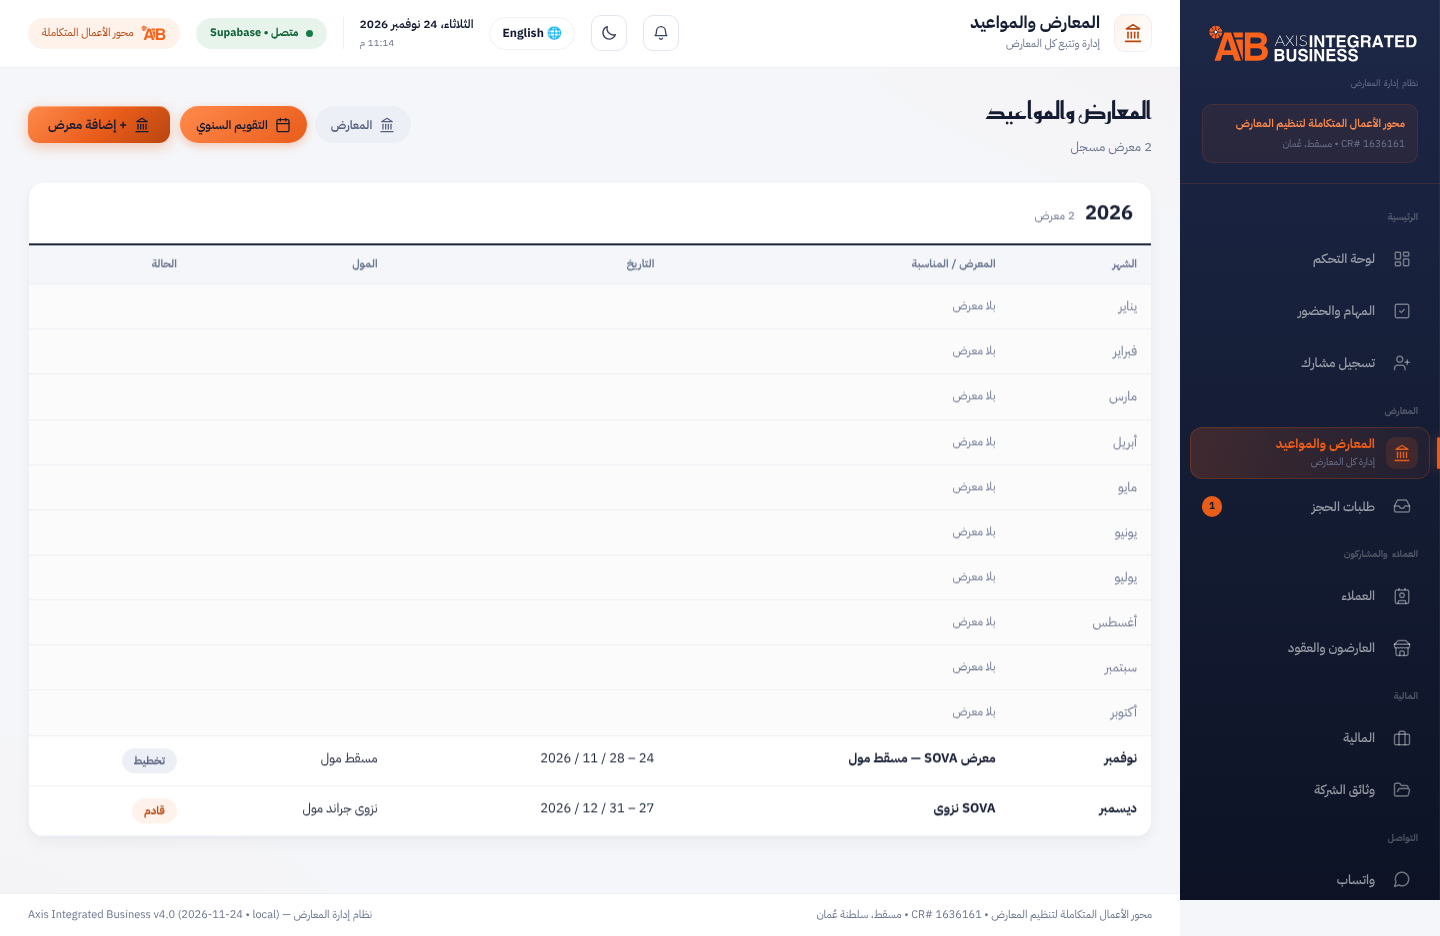 AiB AXIS INTEGRATED BUSINESS
نظام إدارة المعارض
محور الأعمال المتكاملة لتنظيم المعارض
CR# 1636161 • مسقط، عُمان
الرئيسية
لوحة التحكم
المهام والحضور
تسجيل مشارك
المعارض
المعارض والمواعيد
إدارة كل المعارض
طلبات الحجز 1
العملاء والمشاركون
العملاء
العارضون والعقود
المالية
المالية
وثائق الشركة
التواصل
واتساب
المعارض والمواعيد
إدارة وتتبع كل المعارض
English 🌐
الثلاثاء، 24 نوفمبر 2026
11:14 م
متصل • Supabase
AiB محور الأعمال المتكاملة
المعارض والمواعيد
2 معرض مسجل
المعارض
التقويم السنوي
+ إضافة معرض
2026 2 معرض
الشهر المعرض / المناسبة التاريخ المول الحالة
يناير بلا معرض
فبراير بلا معرض
مارس بلا معرض
أبريل بلا معرض
مايو بلا معرض
يونيو بلا معرض
يوليو بلا معرض
أغسطس بلا معرض
سبتمبر بلا معرض
أكتوبر بلا معرض
نوفمبر معرض SOVA — مسقط مول 24 – 28 / 11 / 2026 مسقط مول تخطيط
ديسمبر SOVA نزوى 27 – 31 / 12 / 2026 نزوى جراند مول قادم
محور الأعمال المتكاملة لتنظيم المعارض • CR# 1636161 • مسقط، سلطنة عُمان
نظام إدارة المعارض — Axis Integrated Business v4.0 (2026-11-24 • local)